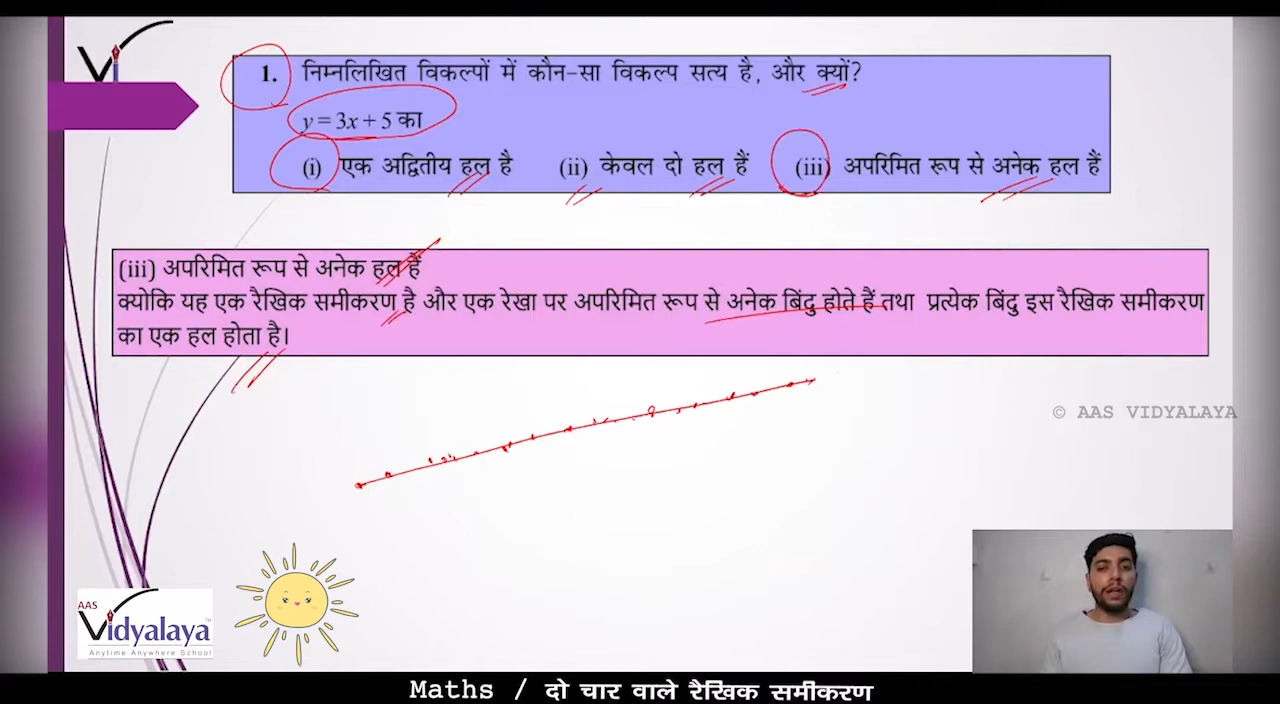 1. निम्नलिखित विकल्पों में कौन-सा विकल्प सत्य है, और क्यों?
y = 3x + 5 का
(i) एक अद्वितीय हल है (ii) केवल दो हल हैं (iii) अपरिमित रूप से अनेक हल हैं
(iii) अपरिमित रूप से अनेक हल हैं
क्योकि यह एक रैखिक समीकरण है और एक रेखा पर अपरिमित रूप से अनेक बिंदु होते हैं तथा प्रत्येक बिंदु इस रैखिक समीकरण
का एक हल होता है।
© AAS VIDYALAYA
AAS
Vidyalaya
Anytime Anywhere School
Maths / दो चार वाले रैखिक समीकरण